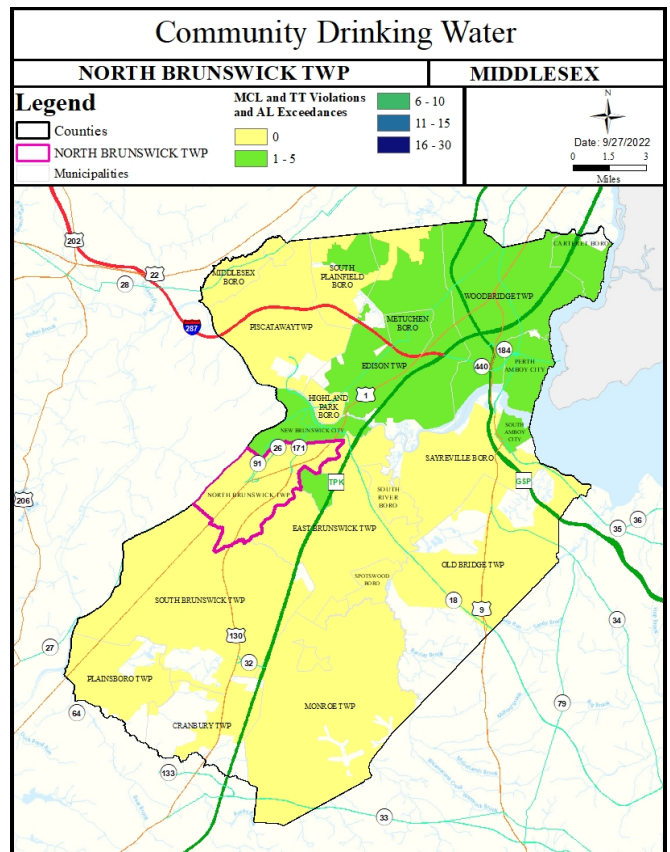 Community Drinking Water
NORTH BRUNSWICK TWP
MIDDLESEX
Legend
Counties
NORTH BRUNSWICK TWP
Municipalities
MCL and TT Violations
and AL Exceedances
0
1 - 5
6 - 10
11 - 15
16 - 30
N
Date: 9/27/2022
0 1.5 3
Miles
202
22
28
287
MIDDLESEX
BORO
SOUTH
PLAINFIELD
BORO
CARTERET BORO
WOODBRIDGE TWP
METUCHEN
BORO
PISCATAWAY TWP
EDISON TWP
184
440
PERTH
AMBOY CITY
1
HIGHLAND
PARK
BORO
NEW BRUNSWICK CITY
SOUTH
AMBOY
CITY
26
171
91
SAYREVILLE BORO
NORTH BRUNSWICK TWP
TPK
GSP
SOUTH
RIVER
BORO
206
EAST BRUNSWICK TWP
36
35
OLD BRIDGE TWP
SPOTSWOOD
BORO
SOUTH BRUNSWICK TWP
18
9
34
130
27
32
PLAINSBORO TWP
MONROE TWP
64
CRANBURY TWP
79
133
33